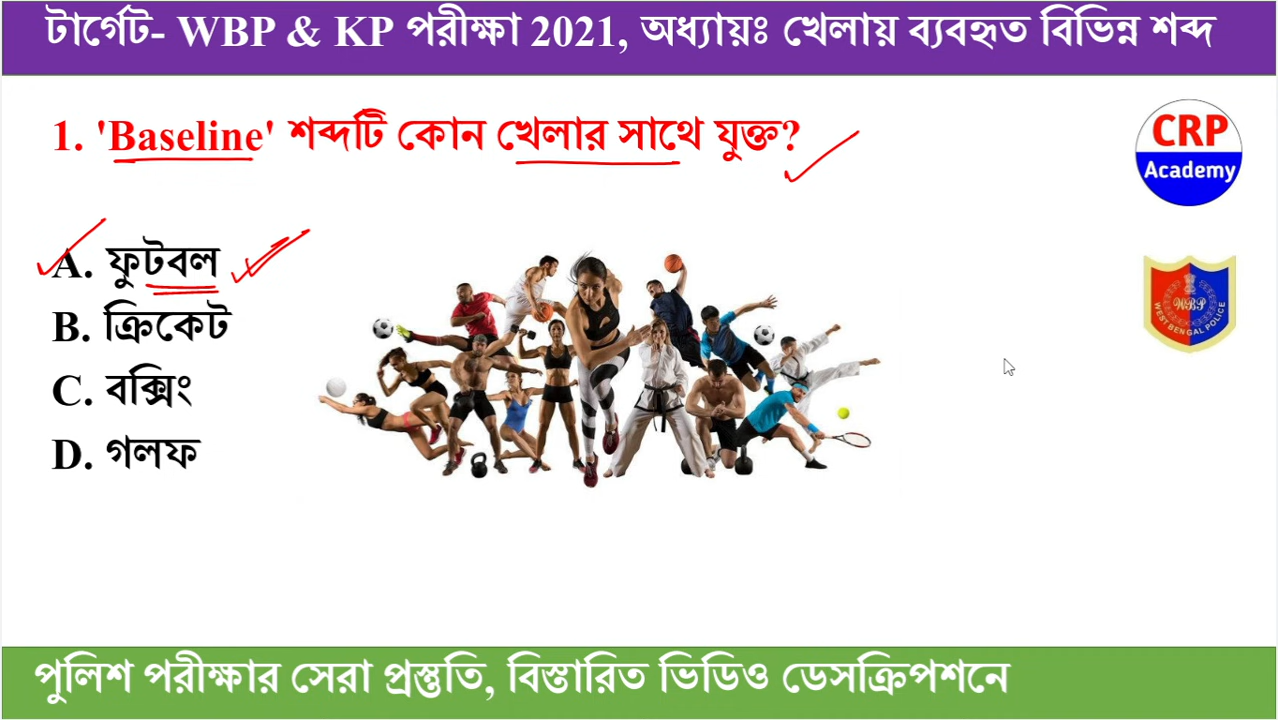 টার্গেট- WBP & KP পরীক্ষা 2021, অধ্যায়ঃ খেলায় ব্যবহৃত বিভিন্ন শব্দ
1. 'Baseline' শব্দটি কোন খেলার সাথে যুক্ত?
CRP
Academy
A. ফুটবল
B. ক্রিকেট
C. বক্সিং
D. গলফ
WBP
WEST BENGAL POLICE
পুলিশ পরীক্ষার সেরা প্রস্তুতি, বিস্তারিত ভিডিও ডেসক্রিপশনে